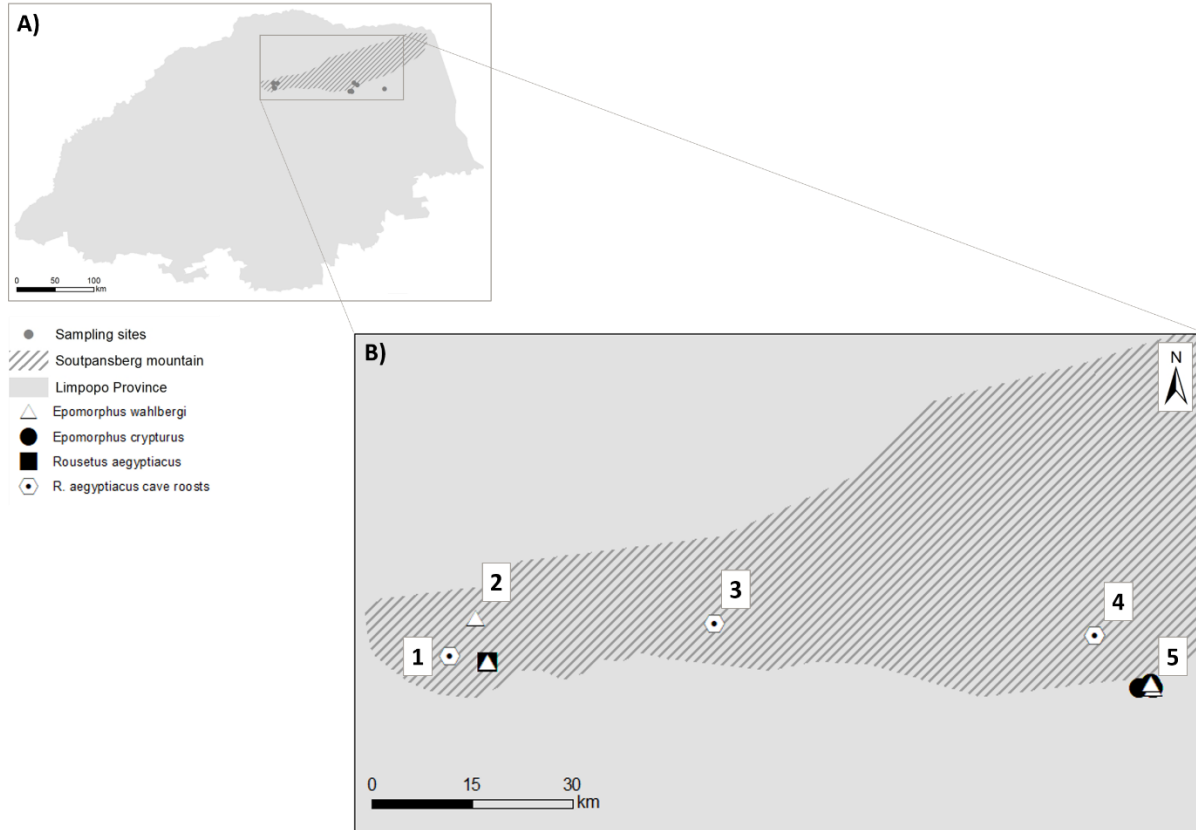 A)
0 50 100
km
Sampling sites
Soutpansberg mountain
Limpopo Province
Epomorphus wahlbergi
Epomorphus crypturus
Rousetus aegyptiacus
R. aegyptiacus cave roosts
B)
N
2
3
4
1
5
0 15 30
km